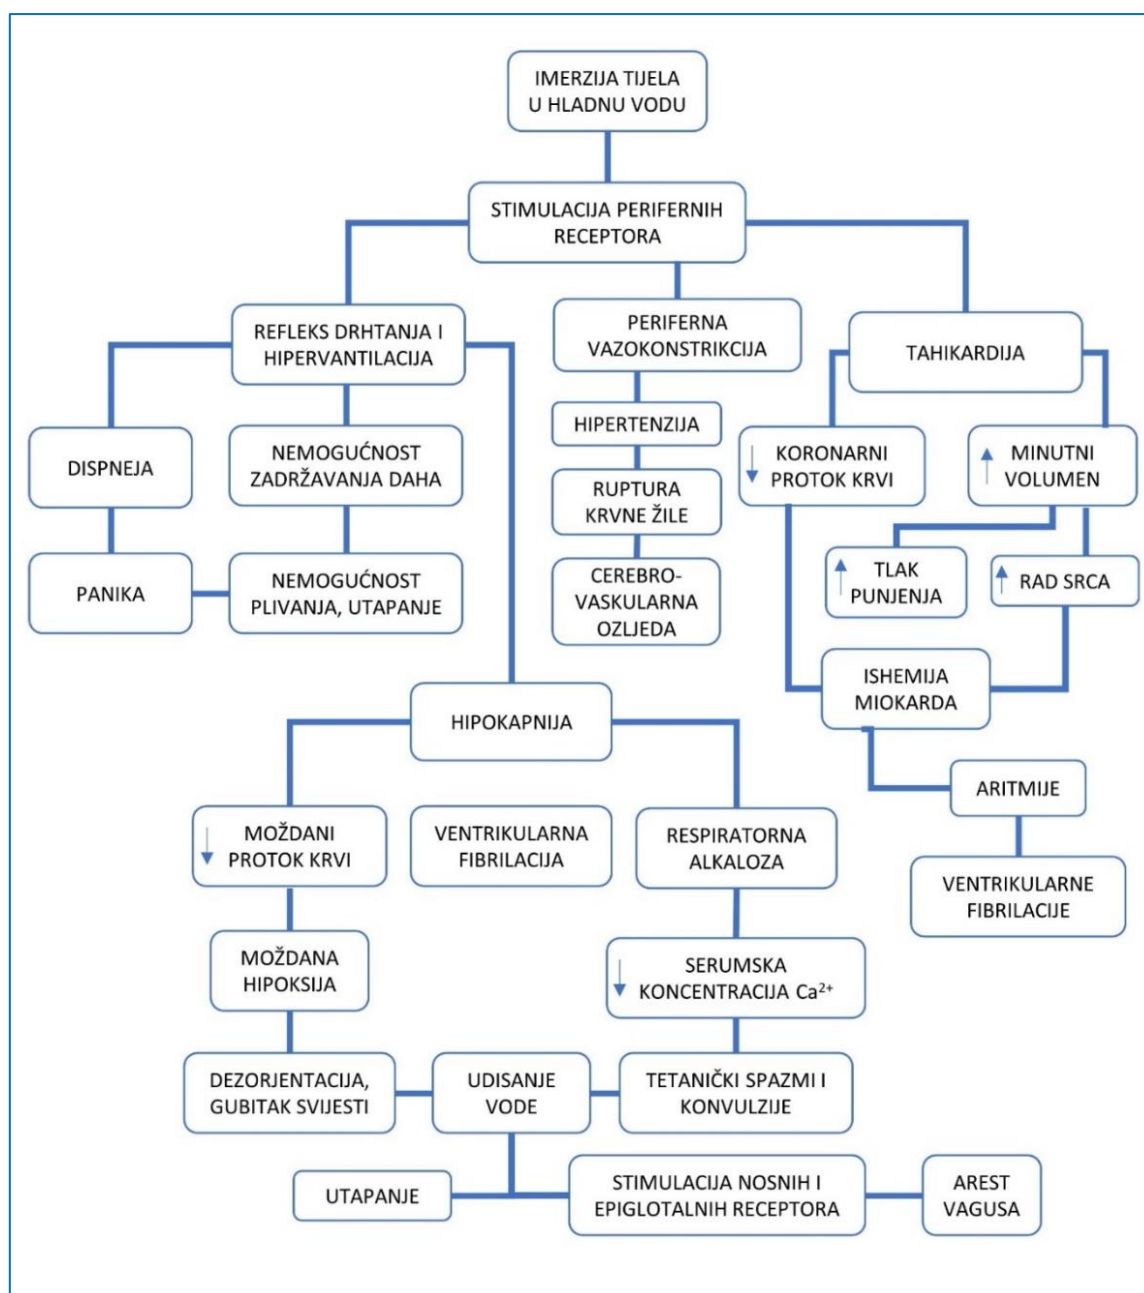 IMERZIJA TIJELA
U HLADNU VODU
STIMULACIJA PERIFERNIH
RECEPTORA
REFLEKS DRHTANJA I
HIPERVANTILACIJA
PERIFERNA
VAZOKONSTRIKCIJA
TAHIKARDIJA
DISPNEJA
NEMOGUĆNOST
ZADRŽAVANJA DAHA
HIPERTENZIJA
KORONARNI
PROTOK KRVI
MINUTNI
VOLUMEN
RUPTURA
KRVNE ŽILE
PANIKA
NEMOGUĆNOST
PLIVANJA, UTAPANJE
CEREBRO-
VASKULARNA
OZLJEDA
TLAK
PUNJENJA
RAD SRCA
ISHEMIJA
MIOKARDA
HIPOKAPNIJA
ARITMIJE
MOŽDANI
PROTOK KRVI
VENTRIKULARNA
FIBRILACIJA
RESPIRATORNA
ALKALOZA
VENTRIKULARNE
FIBRILACIJE
MOŽDANA
HIPOKSIJA
SERUMSKA
KONCENTRACIJA Ca²⁺
DEZORJENTACIJA,
GUBITAK SVIJESTI
UDISANJE
VODE
TETANIČKI SPAZMI I
KONVULZIJE
UTAPANJE
STIMULACIJA NOSNIH I
EPIGLOTALNIH RECEPTORA
AREST
VAGUSA